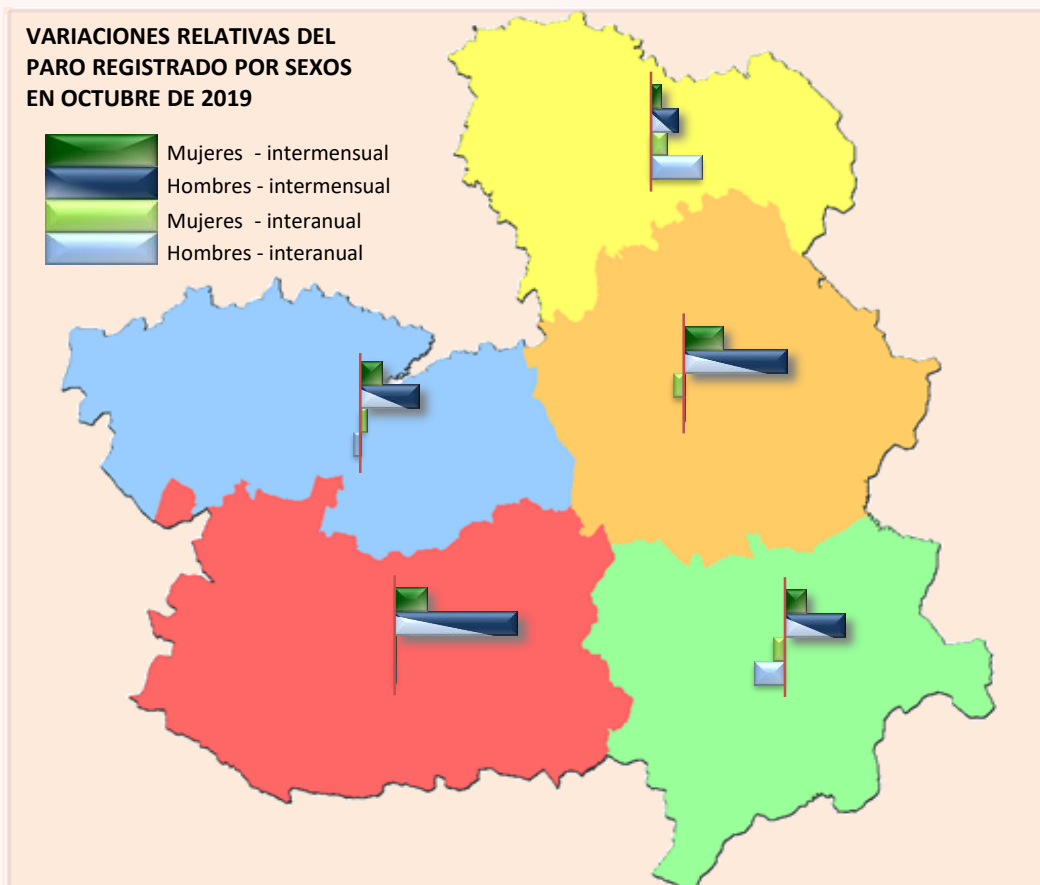 VARIACIONES RELATIVAS DEL
PARO REGISTRADO POR SEXOS
EN OCTUBRE DE 2019
Mujeres - intermensual
Hombres - intermensual
Mujeres - interanual
Hombres - interanual